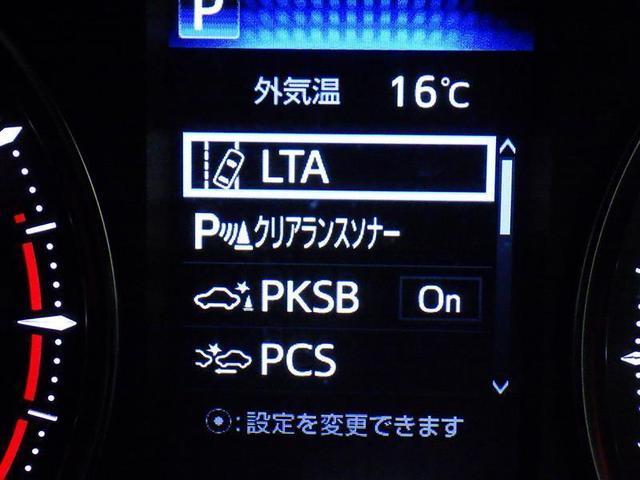 P
外気温 16℃
LTA
Pクリアランスソナー
PKSB On
PCS
:設定を変更できます